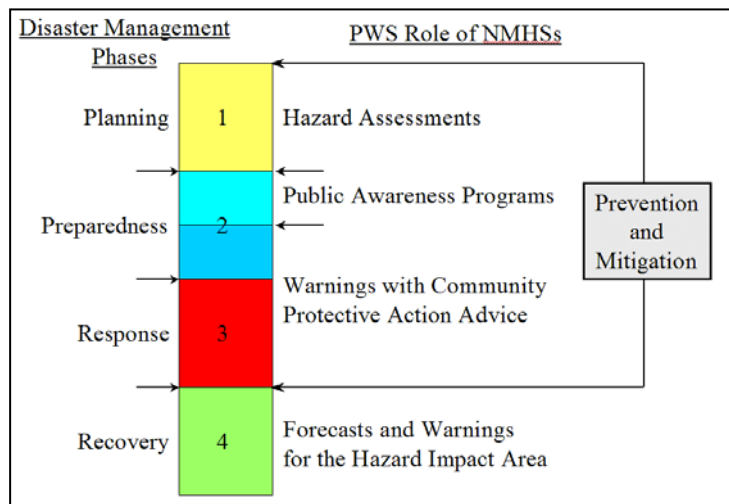 Disaster Management
Phases
PWS Role of NMHSs
Planning
1
Hazard Assessments
Public Awareness Programs
Preparedness
2
Prevention
and
Mitigation
Warnings with Community
Protective Action Advice
Response
3
Recovery
4
Forecasts and Warnings
for the Hazard Impact Area